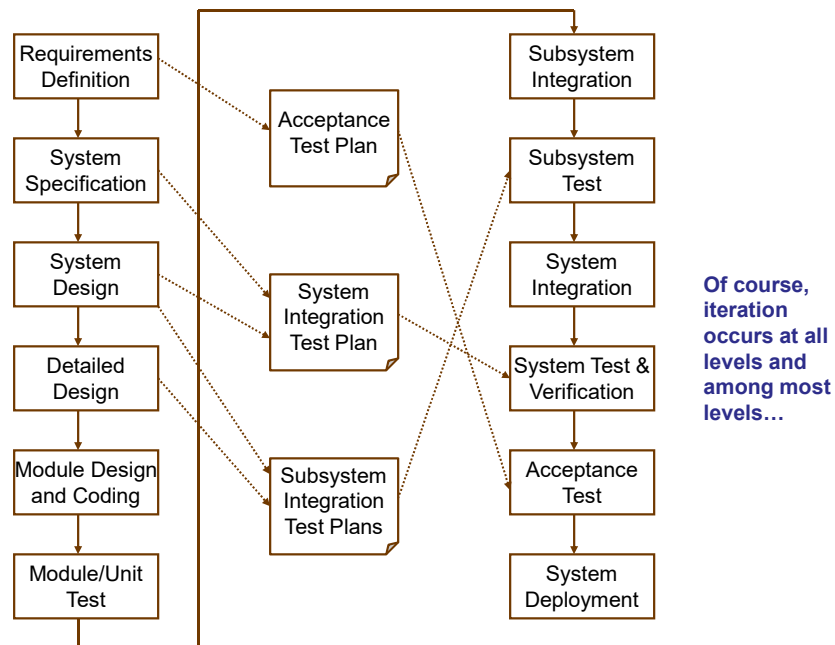 Requirements
Definition
System
Specification
System
Design
Detailed
Design
Module Design
and Coding
Module/Unit
Test
Acceptance
Test Plan
System
Integration
Test Plan
Subsystem
Integration
Test Plans
Subsystem
Integration
Subsystem
Test
System
Integration
System Test &
Verification
Acceptance
Test
System
Deployment
Of course,
iteration
occurs at all
levels and
among most
levels…